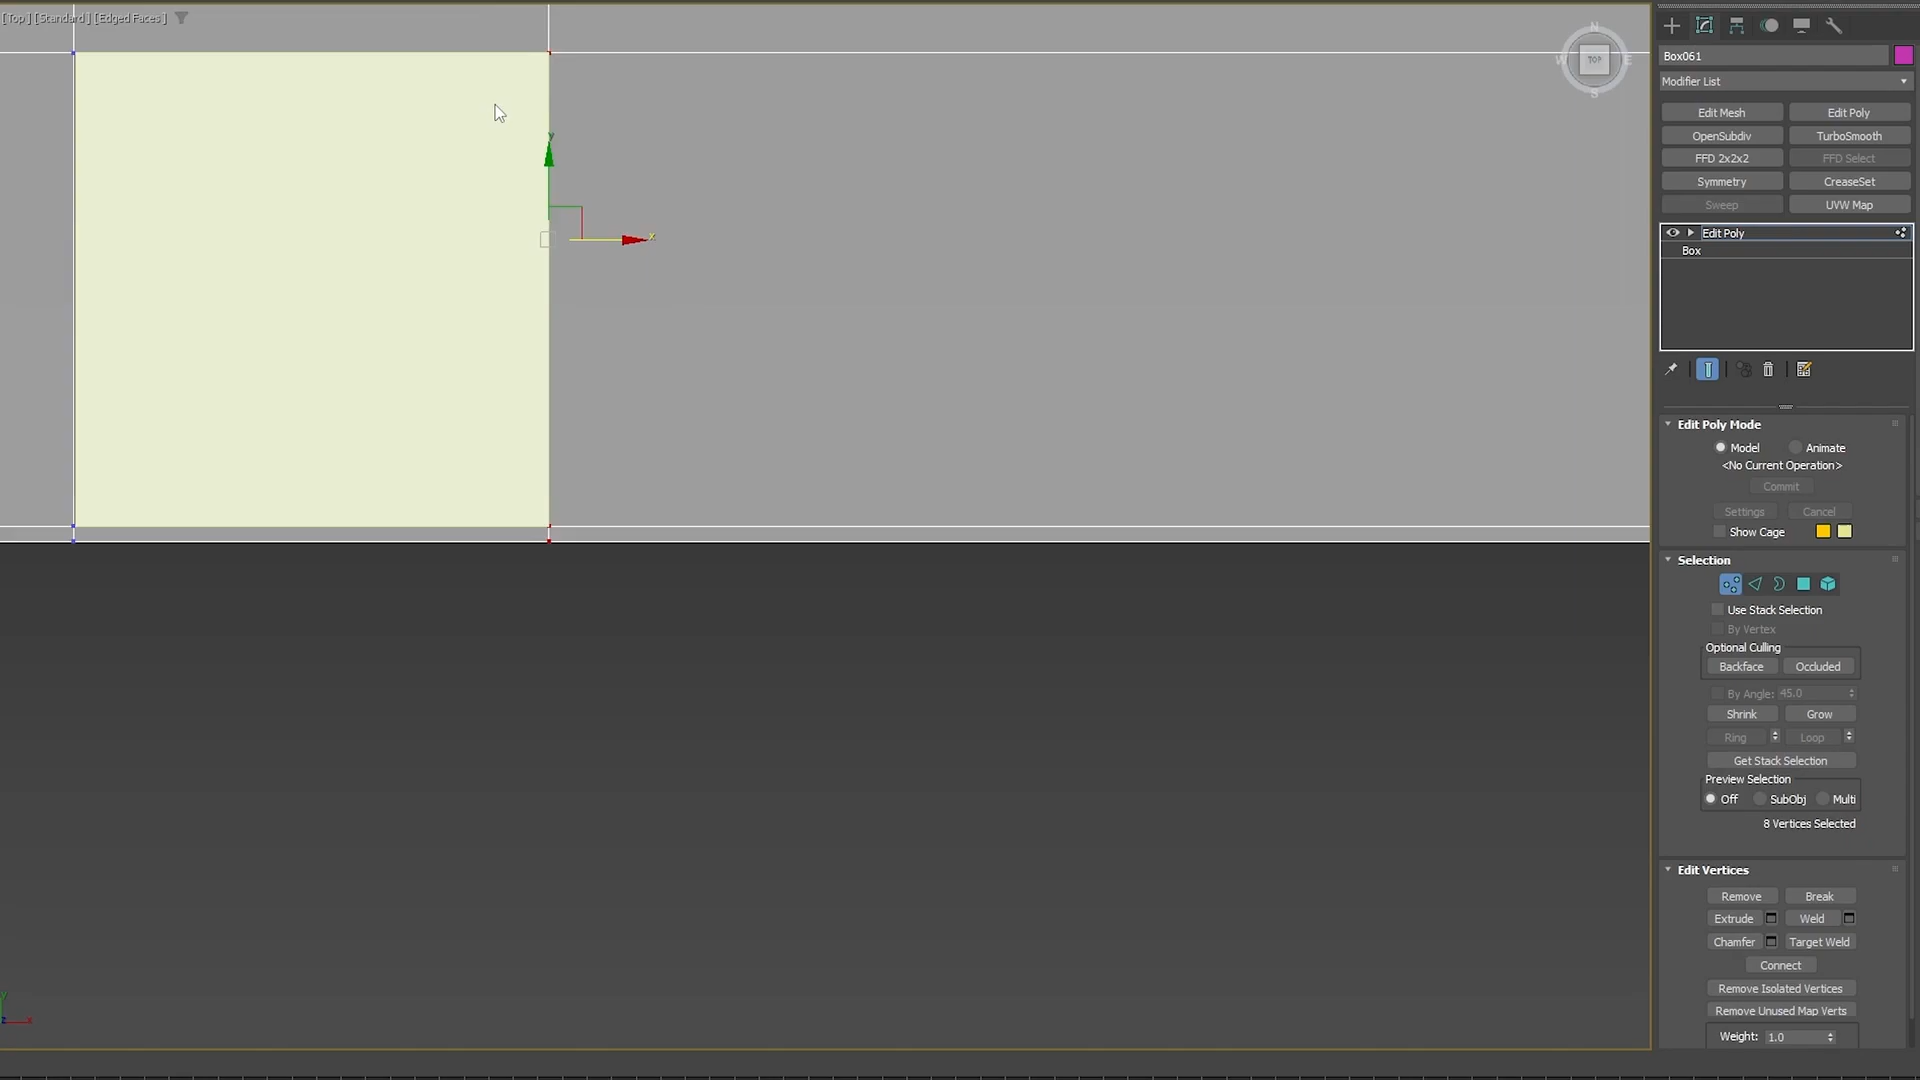 [Top] [Standard] [Edged Faces]
N
W
TOP
E
S
y
x
y
x
Box061
Modifier List
Edit Mesh Edit Poly
OpenSubdiv TurboSmooth
FFD 2x2x2 FFD Select
Symmetry CreaseSet
Sweep UVW Map
Edit Poly
Box
Edit Poly Mode
Model Animate
<No Current Operation>
Commit
Settings Cancel
Show Cage
Selection
Use Stack Selection
By Vertex
Optional Culling
Backface Occluded
By Angle: 45.0
Shrink Grow
Ring Loop
Get Stack Selection
Preview Selection
Off SubObj Multi
8 Vertices Selected
Edit Vertices
Remove Break
Extrude Weld
Chamfer Target Weld
Connect
Remove Isolated Vertices
Remove Unused Map Verts
Weight: 1.0